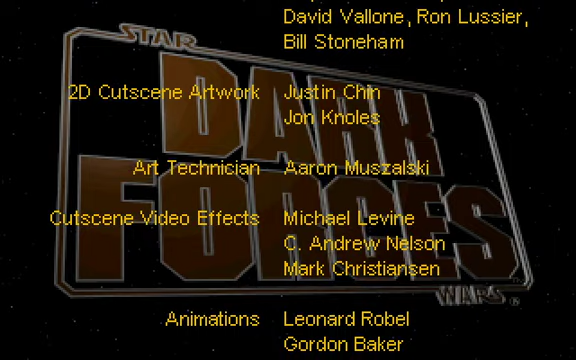 David Vallone, Ron Lussier,
Bill Stoneham
STAR
2D Cutscene Artwork Justin Chin
Jon Knoles
DARK
Art Technician Aaron Muszalski
FORCES
Cutscene Video Effects Michael Levine
C. Andrew Nelson
Mark Christiansen
WARS
Animations Leonard Robel
Gordon Baker